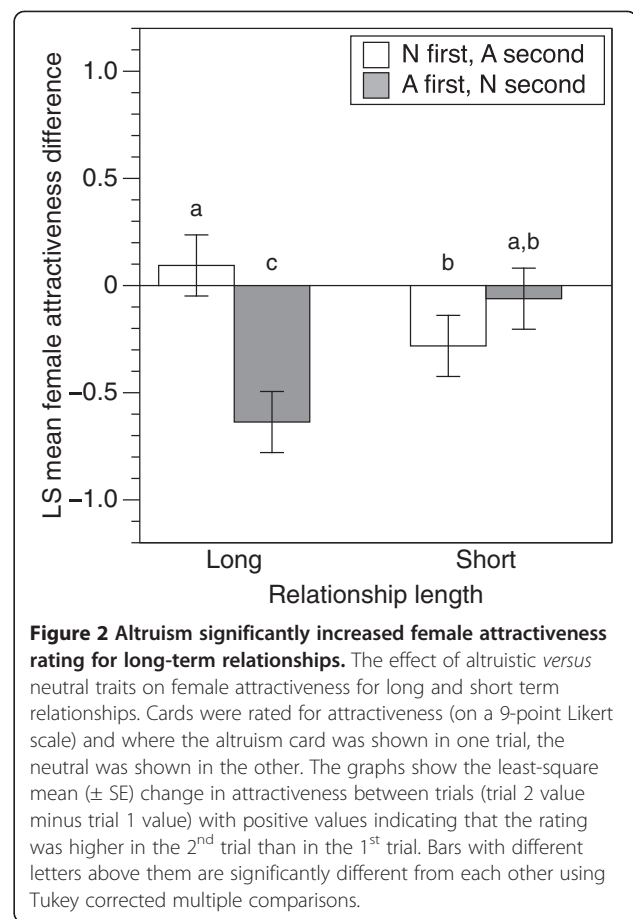 N first, A second
A first, N second
LS mean female attractiveness difference
1.0
0.5
0
−0.5
−1.0
a
c
b
a,b
Long
Short
Relationship length
Figure 2 Altruism significantly increased female attractiveness
rating for long-term relationships. The effect of altruistic versus
neutral traits on female attractiveness for long and short term
relationships. Cards were rated for attractiveness (on a 9-point Likert
scale) and where the altruism card was shown in one trial, the
neutral was shown in the other. The graphs show the least-square
mean (± SE) change in attractiveness between trials (trial 2 value
minus trial 1 value) with positive values indicating that the rating
was higher in the 2nd trial than in the 1st trial. Bars with different
letters above them are significantly different from each other using
Tukey corrected multiple comparisons.